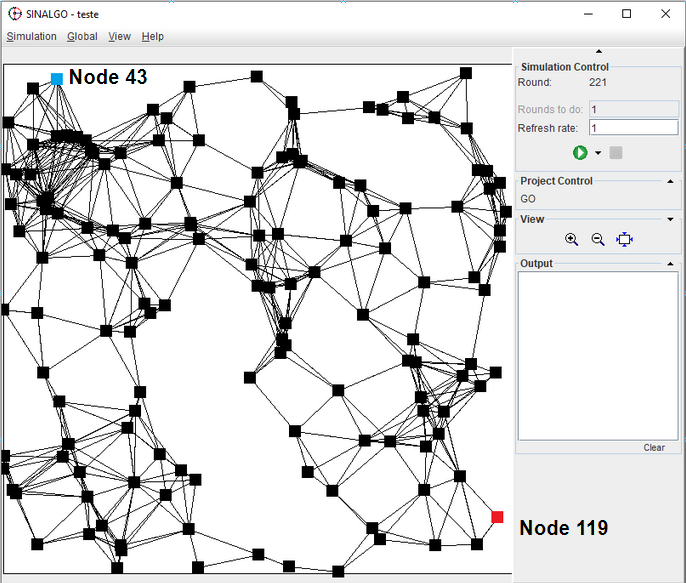 SINALGO - teste
Simulation Global View Help
Node 43
Simulation Control
Round: 221
Rounds to do: 1
Refresh rate: 1
Project Control
GO
View
Output
Clear
Node 119